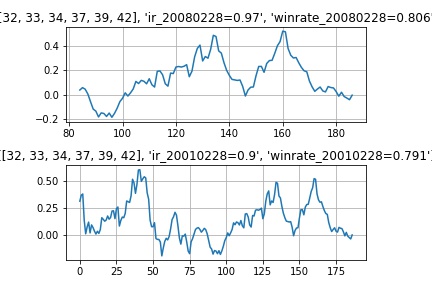 [32, 33, 34, 37, 39, 42], 'ir_20080228=0.97', 'winrate_20080228=0.806'
0.4
0.2
0.0
−0.2
80 100 120 140 160 180
[[32, 33, 34, 37, 39, 42], 'ir_20010228=0.9', 'winrate_20010228=0.791']
0.50
0.25
0.00
0 25 50 75 100 125 150 175